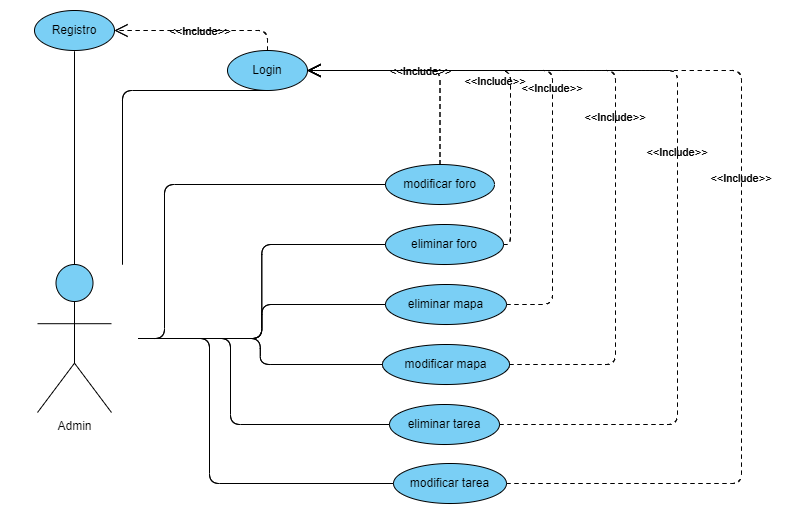 Registro
<<Include>>
Login
<<Include>>
<<Include>>
<<Include>>
<<Include>>
<<Include>>
<<Include>>
modificar foro
eliminar foro
eliminar mapa
modificar mapa
eliminar tarea
modificar tarea
Admin